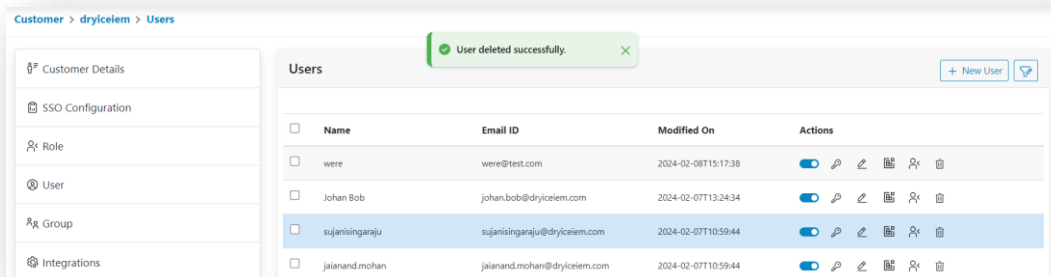 Customer > dryiceiem > Users
User deleted successfully.
Customer Details
SSO Configuration
Role
User
Group
Integrations
Users
+ New User
Name Email ID Modified On Actions
were were@test.com 2024-02-08T15:17:38
Johan Bob johan.bob@dryiceiem.com 2024-02-07T13:24:34
sujanisingaraju sujanisingaraju@dryiceiem.com 2024-02-07T10:59:44
jaianand.mohan jaianand.mohan@dryiceiem.com 2024-02-07T10:59:44